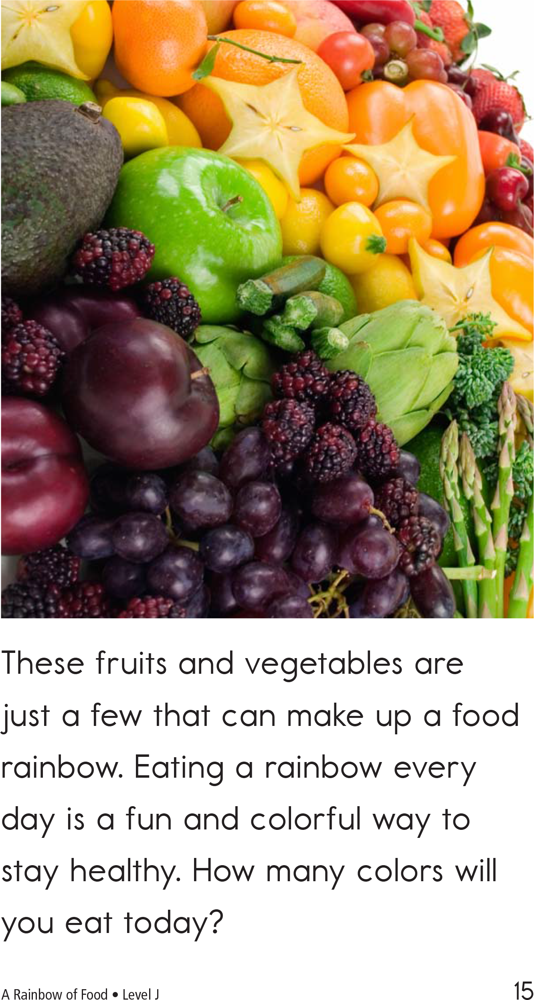 These fruits and vegetables are
just a few that can make up a food
rainbow. Eating a rainbow every
day is a fun and colorful way to
stay healthy. How many colors will
you eat today?
A Rainbow of Food • Level J
15